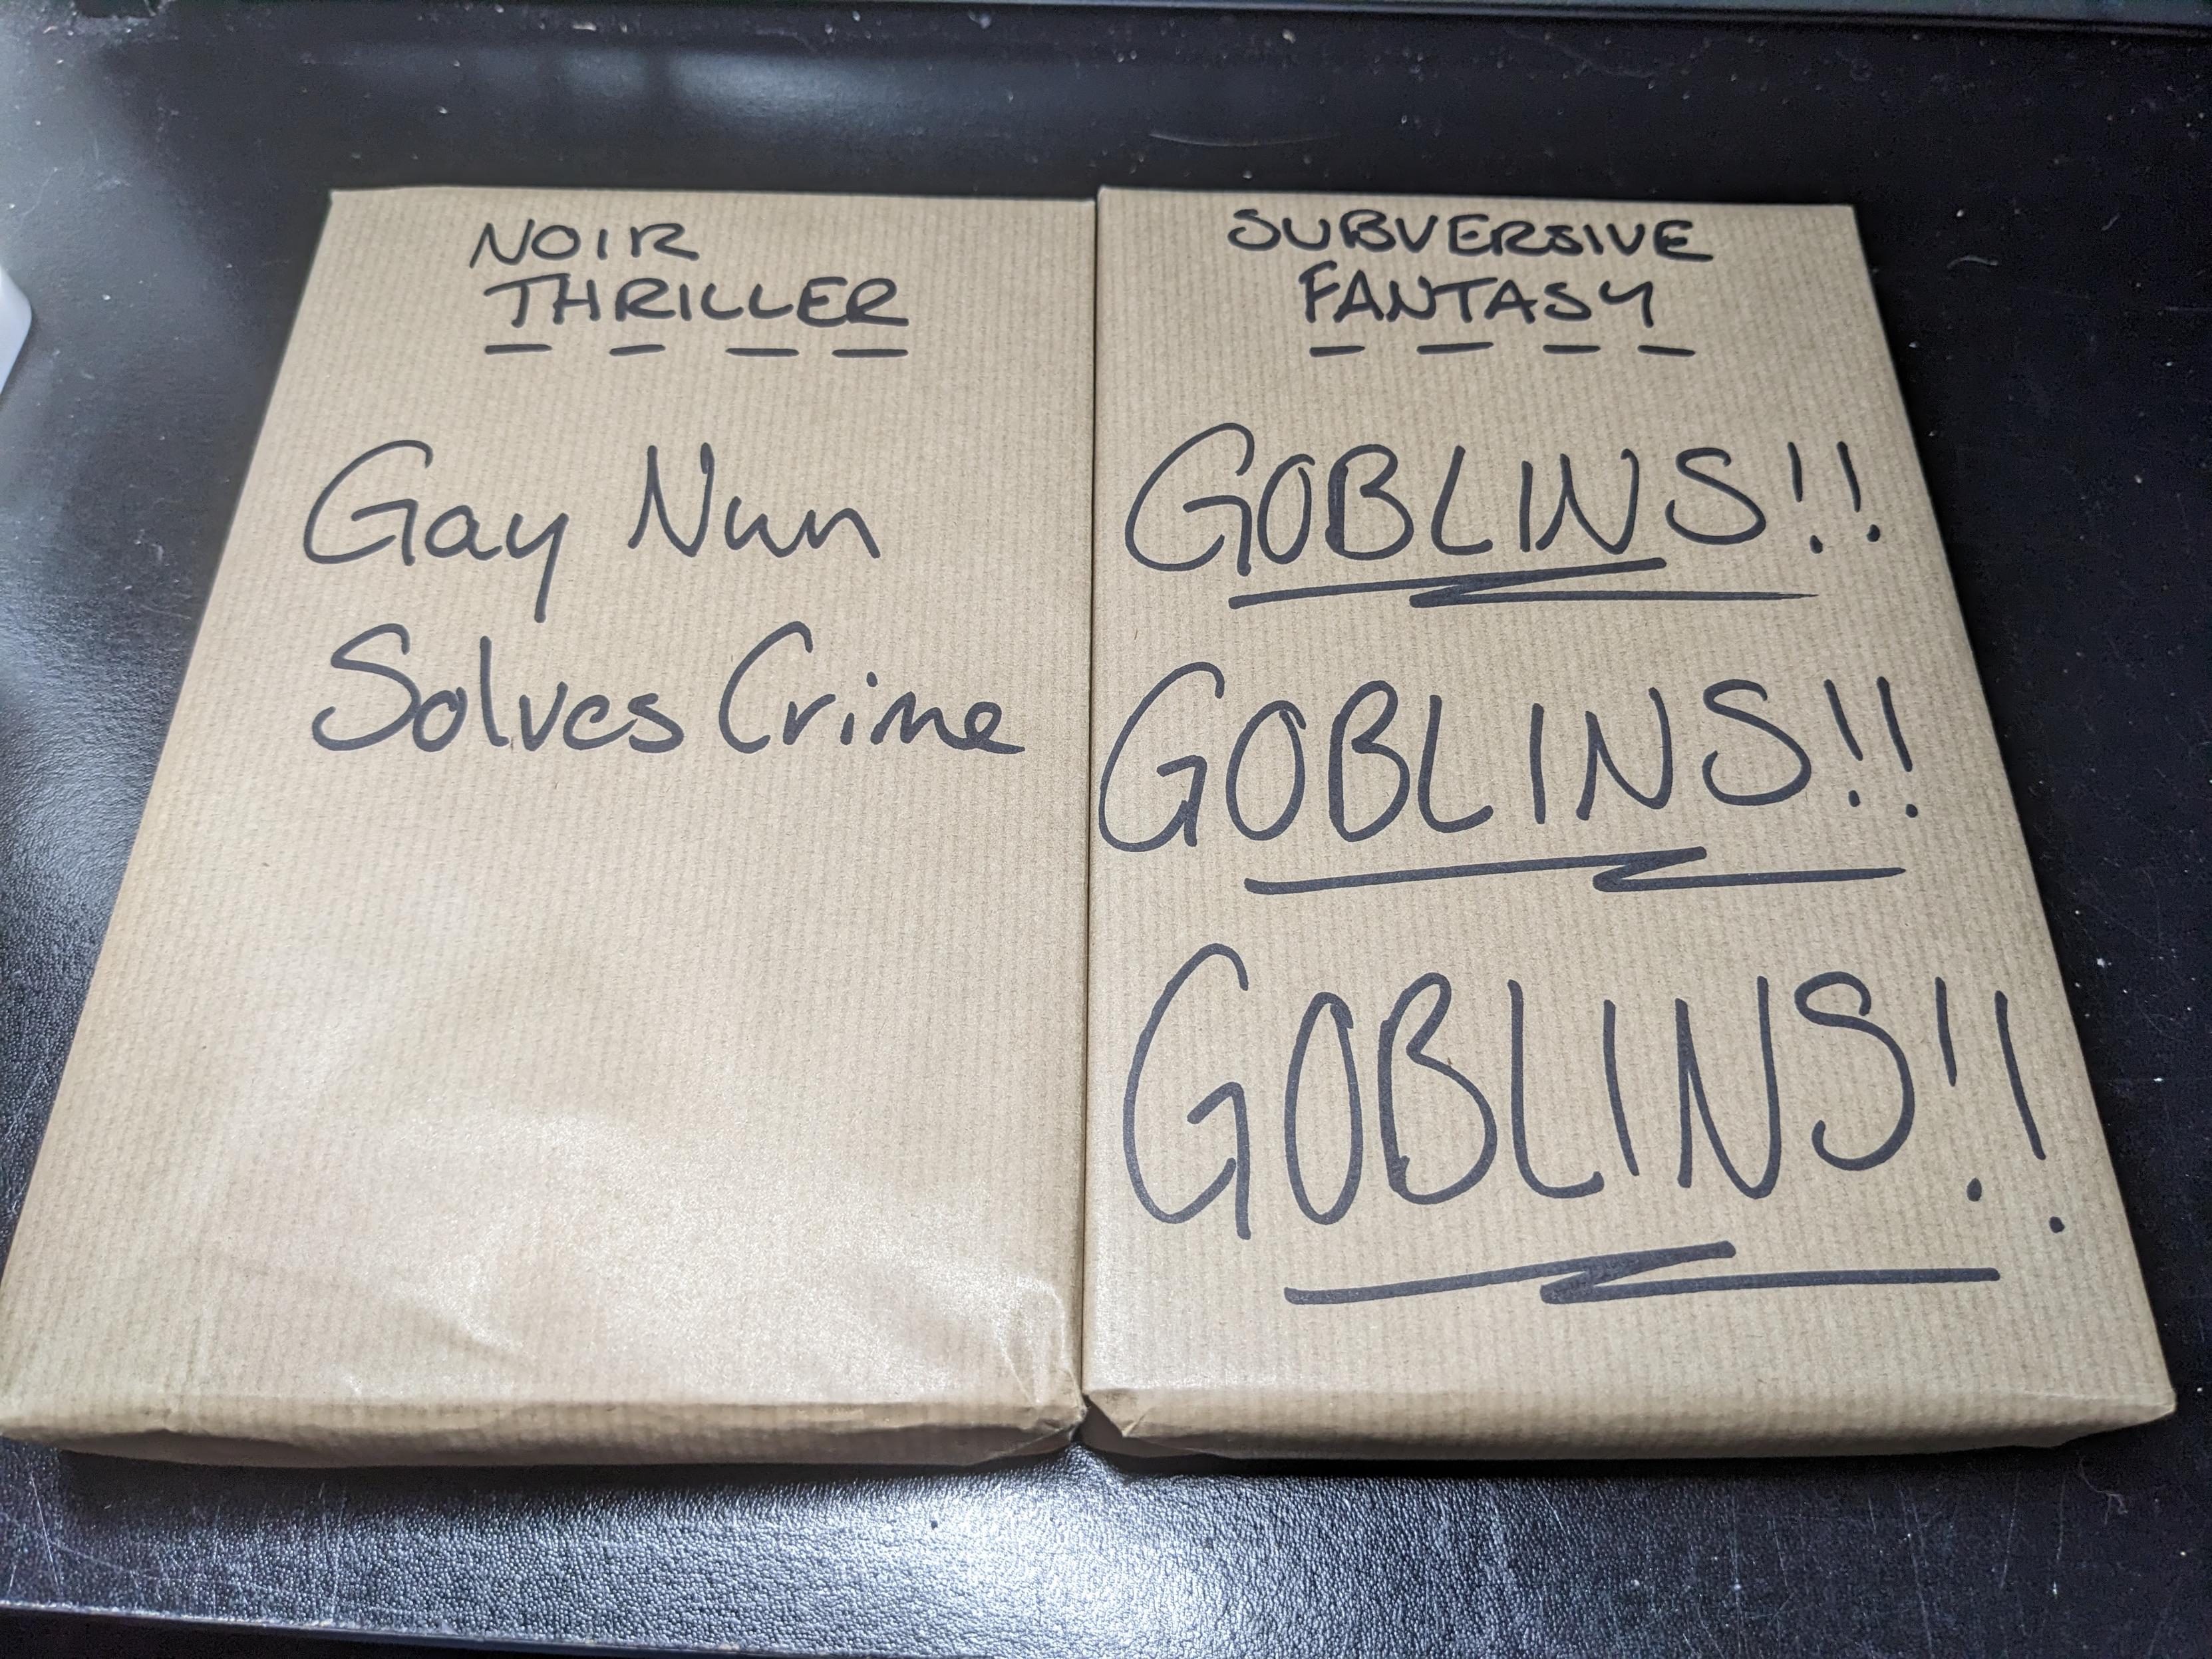 NOIR
THRILLER
Gay Nun
Solves Crime
SUBVERSIVE
FANTASY
GOBLINS!!
GOBLINS!!
GOBLINS!!